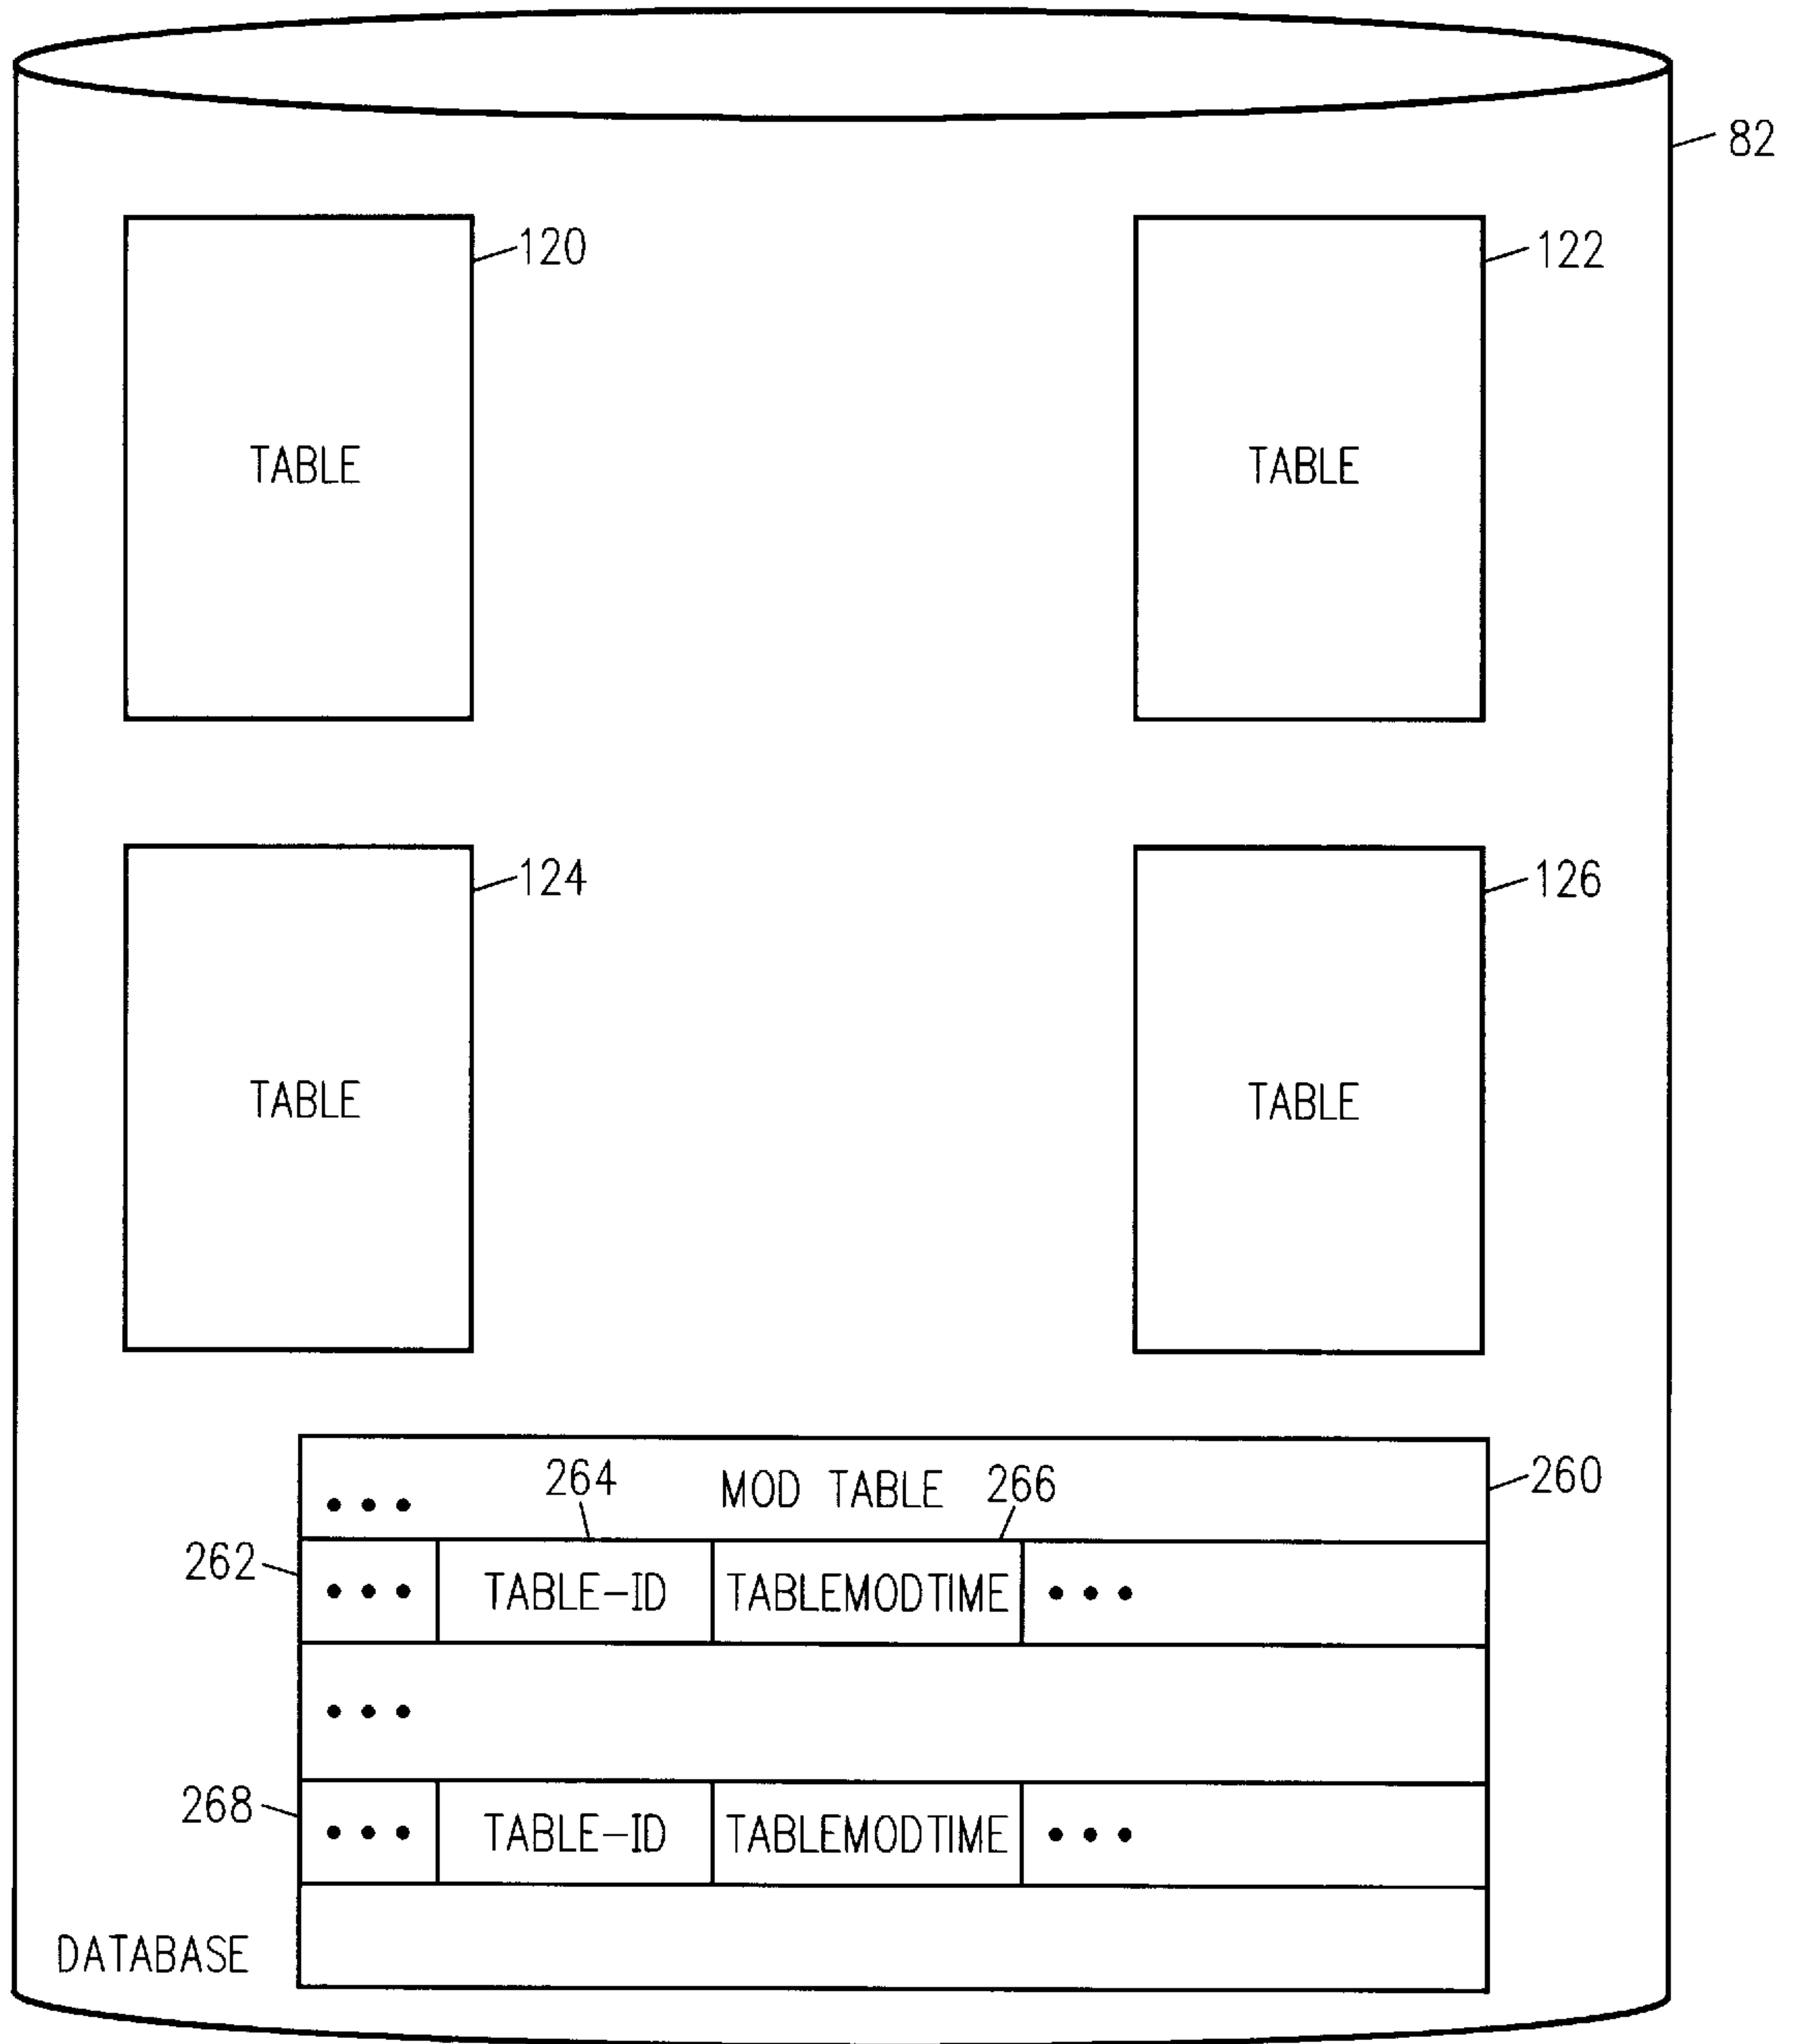 82
120
122
TABLE
TABLE
124
126
TABLE
TABLE
264
MOD TABLE
266
260
262
TABLE-ID
TABLEMODTIME
268
TABLE-ID
TABLEMODTIME
DATABASE